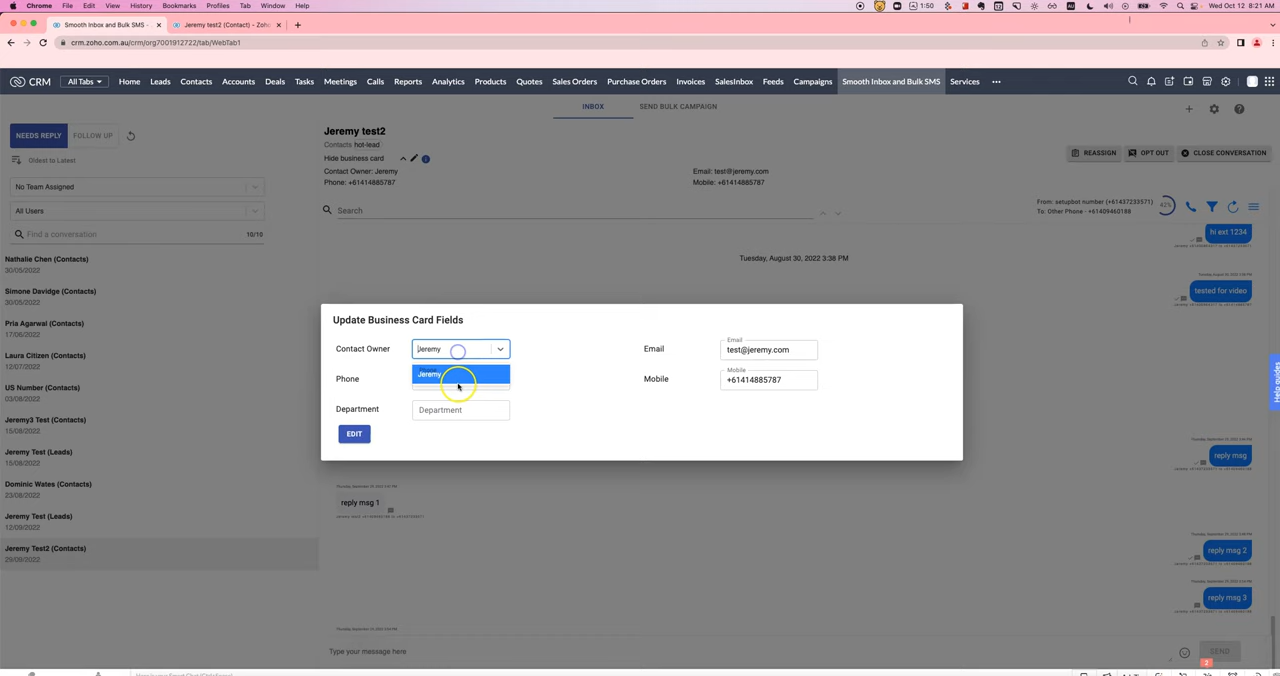 Chrome File Edit View History Bookmarks Profiles Tab Window Help
1:50 Wed Oct 12 8:21 AM
Smooth Inbox and Bulk SMS - Jeremy test2 (Contact) - Zoho
crm.zoho.com.au/crm/org7001912722/tab/WebTab1
CRM All Tabs Home Leads Contacts Accounts Deals Tasks Meetings Calls Reports Analytics Products Quotes Sales Orders Purchase Orders Invoices SalesInbox Feeds Campaigns Smooth Inbox and Bulk SMS Services
INBOX SEND BULK CAMPAIGN
NEEDS REPLY FOLLOW UP
Oldest to Latest
No Team Assigned
All Users
Find a conversation 10/10
Nathalie Chen (Contacts)
30/05/2022
Simone Davidge (Contacts)
30/05/2022
Pria Agarwal (Contacts)
17/06/2022
Laura Citizen (Contacts)
29/06/2022
US Number (Contacts)
03/08/2022
Jeremy3 Test (Contacts)
15/08/2022
Jeremy Test (Leads)
15/08/2022
Dominic Wates (Contacts)
23/08/2022
Jeremy Test (Leads)
12/09/2022
Jeremy Test2 (Contacts)
29/09/2022
Jeremy test2
Contacts hot-lead
Hide business card
Contact Owner: Jeremy Email: test@jeremy.com
Phone: +61414885787 Mobile: +61414885787
REASSIGN OPT OUT CLOSE CONVERSATION
Search
From: setupbot number (+61437233571)
To: Other Phone - +61409460188
42%
hi ext 1234
Tuesday, August 30, 2022 3:38 PM
tested for video
Update Business Card Fields
Contact Owner Jeremy
Email Email test@jeremy.com
Jeremy
Phone
Mobile Mobile +61414885787
Department Department
EDIT
Help guides
reply msg
reply msg 1
reply msg 2
reply msg 3
Type your message here
SEND
2